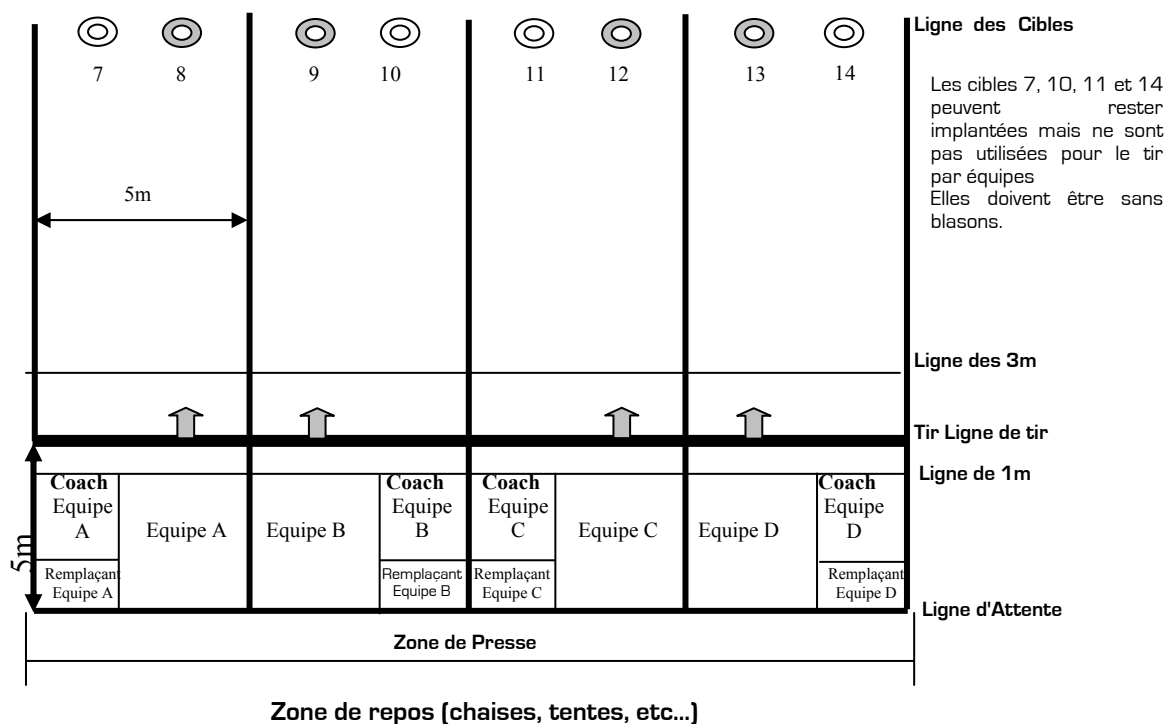 Ligne des Cibles
7 8 9 10 11 12 13 14
Les cibles 7, 10, 11 et 14
peuvent rester
implantées mais ne sont
pas utilisées pour le tir
par équipes
Elles doivent être sans
blasons.
5m
Ligne des 3m
Tir Ligne de tir
Ligne de 1m
5m
Coach
Equipe
A
Remplaçant
Equipe A
Equipe A
Equipe B
Coach
Equipe
B
Remplaçant
Equipe B
Coach
Equipe
C
Remplaçant
Equipe C
Equipe C
Equipe D
Coach
Equipe
D
Remplaçant
Equipe D
Ligne d'Attente
Zone de Presse
Zone de repos (chaises, tentes, etc...)